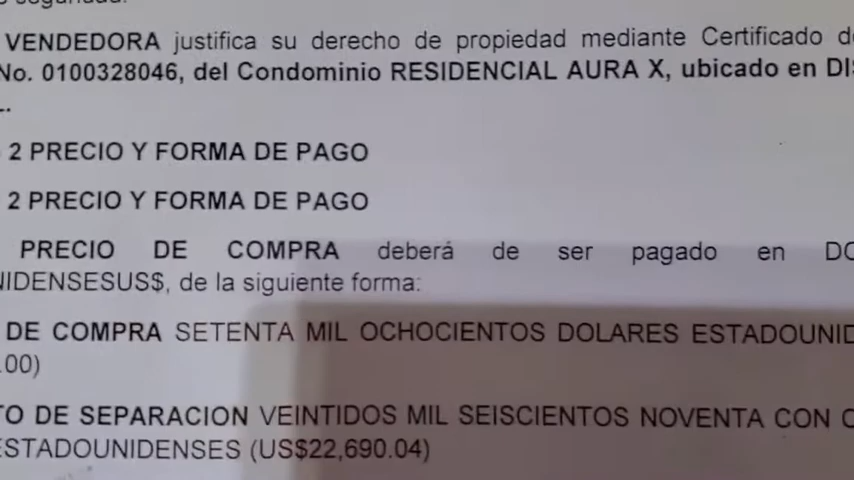 seguridad.
VENDEDORA justifica su derecho de propiedad mediante Certificado
No. 0100328046, del Condominio RESIDENCIAL AURA X, ubicado en
2 PRECIO Y FORMA DE PAGO
2 PRECIO Y FORMA DE PAGO
PRECIO DE COMPRA deberá de ser pagado en
NIDENSESUS$, de la siguiente forma:
DE COMPRA SETENTA MIL OCHOCIENTOS DOLARES ESTADOUNID
.00)
TO DE SEPARACION VEINTIDOS MIL SEISCIENTOS NOVENTA CON
ESTADOUNIDENSES (US$22,690.04)